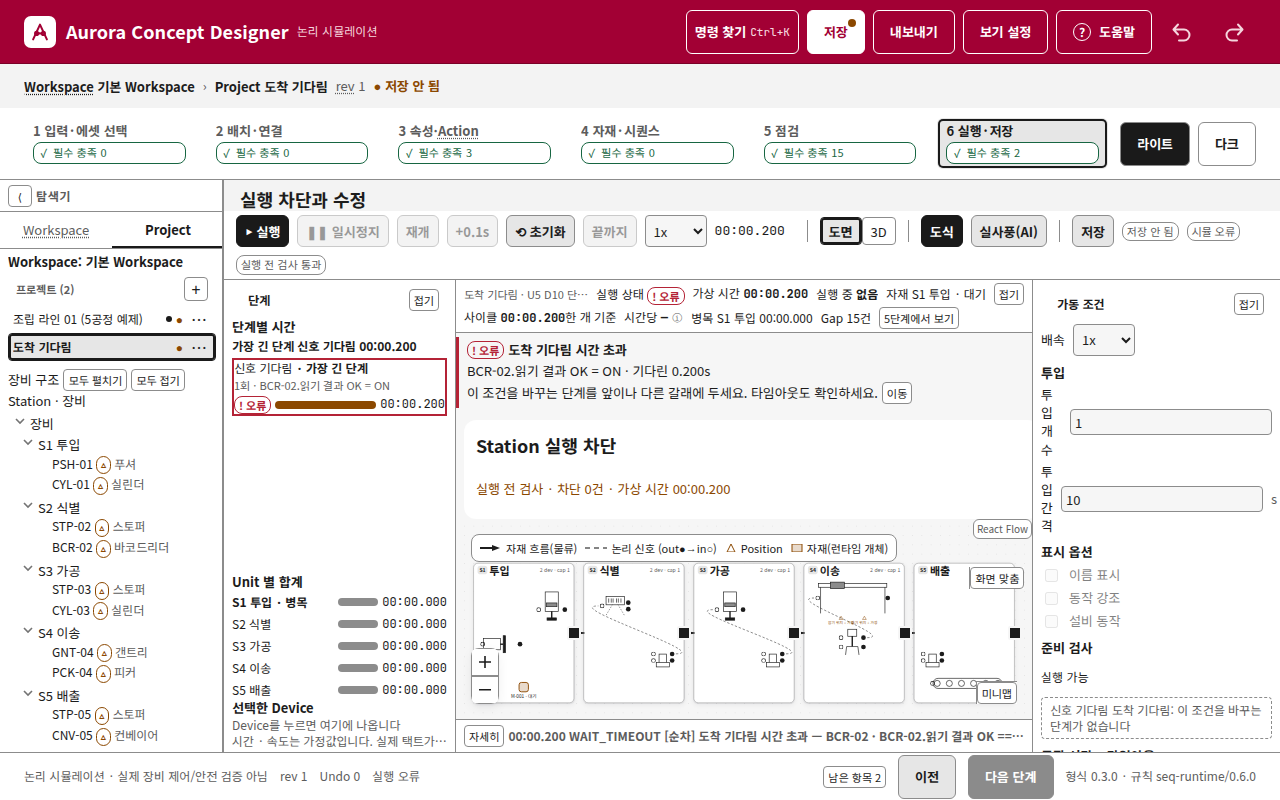 Aurora Concept Designer 논리 시뮬레이션
명령 찾기 Ctrl+K
저장
내보내기
보기 설정
? 도움말
Workspace 기본 Workspace › Project 도착 기다림 rev 1 ● 저장 안 됨
1 입력·에셋 선택
✓ 필수 충족 0
2 배치·연결
✓ 필수 충족 0
3 속성·Action
✓ 필수 충족 3
4 자재·시퀀스
✓ 필수 충족 0
5 점검
✓ 필수 충족 15
6 실행·저장
✓ 필수 충족 2
라이트
다크
⟨ 탐색기
Workspace Project
Workspace: 기본 Workspace
프로젝트 (2) +
조립 라인 01 (5공정 예제) ● ● ···
도착 기다림 ● ···
장비 구조 모두 펼치기 모두 접기
Station · 장비
장비
S1 투입
PSH-01 푸셔
CYL-01 실린더
S2 식별
STP-02 스토퍼
BCR-02 바코드리더
S3 가공
STP-03 스토퍼
CYL-03 실린더
S4 이송
GNT-04 갠트리
PCK-04 피커
S5 배출
STP-05 스토퍼
CNV-05 컨베이어
실행 차단과 수정
▸ 실행 ❚❚ 일시정지 재개 +0.1s ⟲ 초기화 끝까지 1x 00:00.200 도면 3D 도식 실사풍(AI) 저장 저장 안 됨 시뮬 오류
실행 전 검사 통과
단계 접기
단계별 시간
가장 긴 단계 신호 기다림 00:00.200
신호 기다림 · 가장 긴 단계
1회 · BCR-02.읽기 결과 OK = ON
! 오류 00:00.200
Unit 별 합계
S1 투입 · 병목 00:00.000
S2 식별 00:00.000
S3 가공 00:00.000
S4 이송 00:00.000
S5 배출 00:00.000
선택한 Device
Device를 누르면 여기에 나옵니다
시간 · 속도는 가정값입니다. 실제 택트가···
도착 기다림 · U5 D10 단··· 실행 상태 ! 오류 가상 시간 00:00.200 실행 중 없음 자재 S1 투입 · 대기 접기
사이클 00:00.200한 개 기준 시간당 — ① 병목 S1 투입 00:00.000 Gap 15건 5단계에서 보기
! 오류 도착 기다림 시간 초과
BCR-02.읽기 결과 OK = ON · 기다린 0.200s
이 조건을 바꾸는 단계를 앞이나 다른 갈래에 두세요. 타임아웃도 확인하세요. 이동
Station 실행 차단
실행 전 검사 · 차단 0건 · 가상 시간 00:00.200
React Flow
자재 흐름(물류) 논리 신호 (out●→in○) Position 자재(런타임 개체)
S1 투입 2 dev · cap 1
S2 식별 2 dev · cap 1
S3 가공 2 dev · cap 1
S4 이송 2 dev · cap 1
S5 배출
화면 맞춤
+
−
M-001 · 대기
미니맵
자세히 00:00.200 WAIT_TIMEOUT [순차] 도착 기다림 시간 초과 — BCR-02 · BCR-02.읽기 결과 OK ==···
가동 조건 접기
배속 1x
투입
투입 개수 1
투입 간격 10 s
표시 옵션
이름 표시
동작 강조
설비 동작
준비 검사
실행 가능
신호 기다림 도착 기다림: 이 조건을 바꾸는
단계가 없습니다
논리 시뮬레이션 · 실제 장비 제어/안전 검증 아님 rev 1 Undo 0 실행 오류
남은 항목 2
이전
다음 단계
형식 0.3.0 · 규칙 seq-runtime/0.6.0